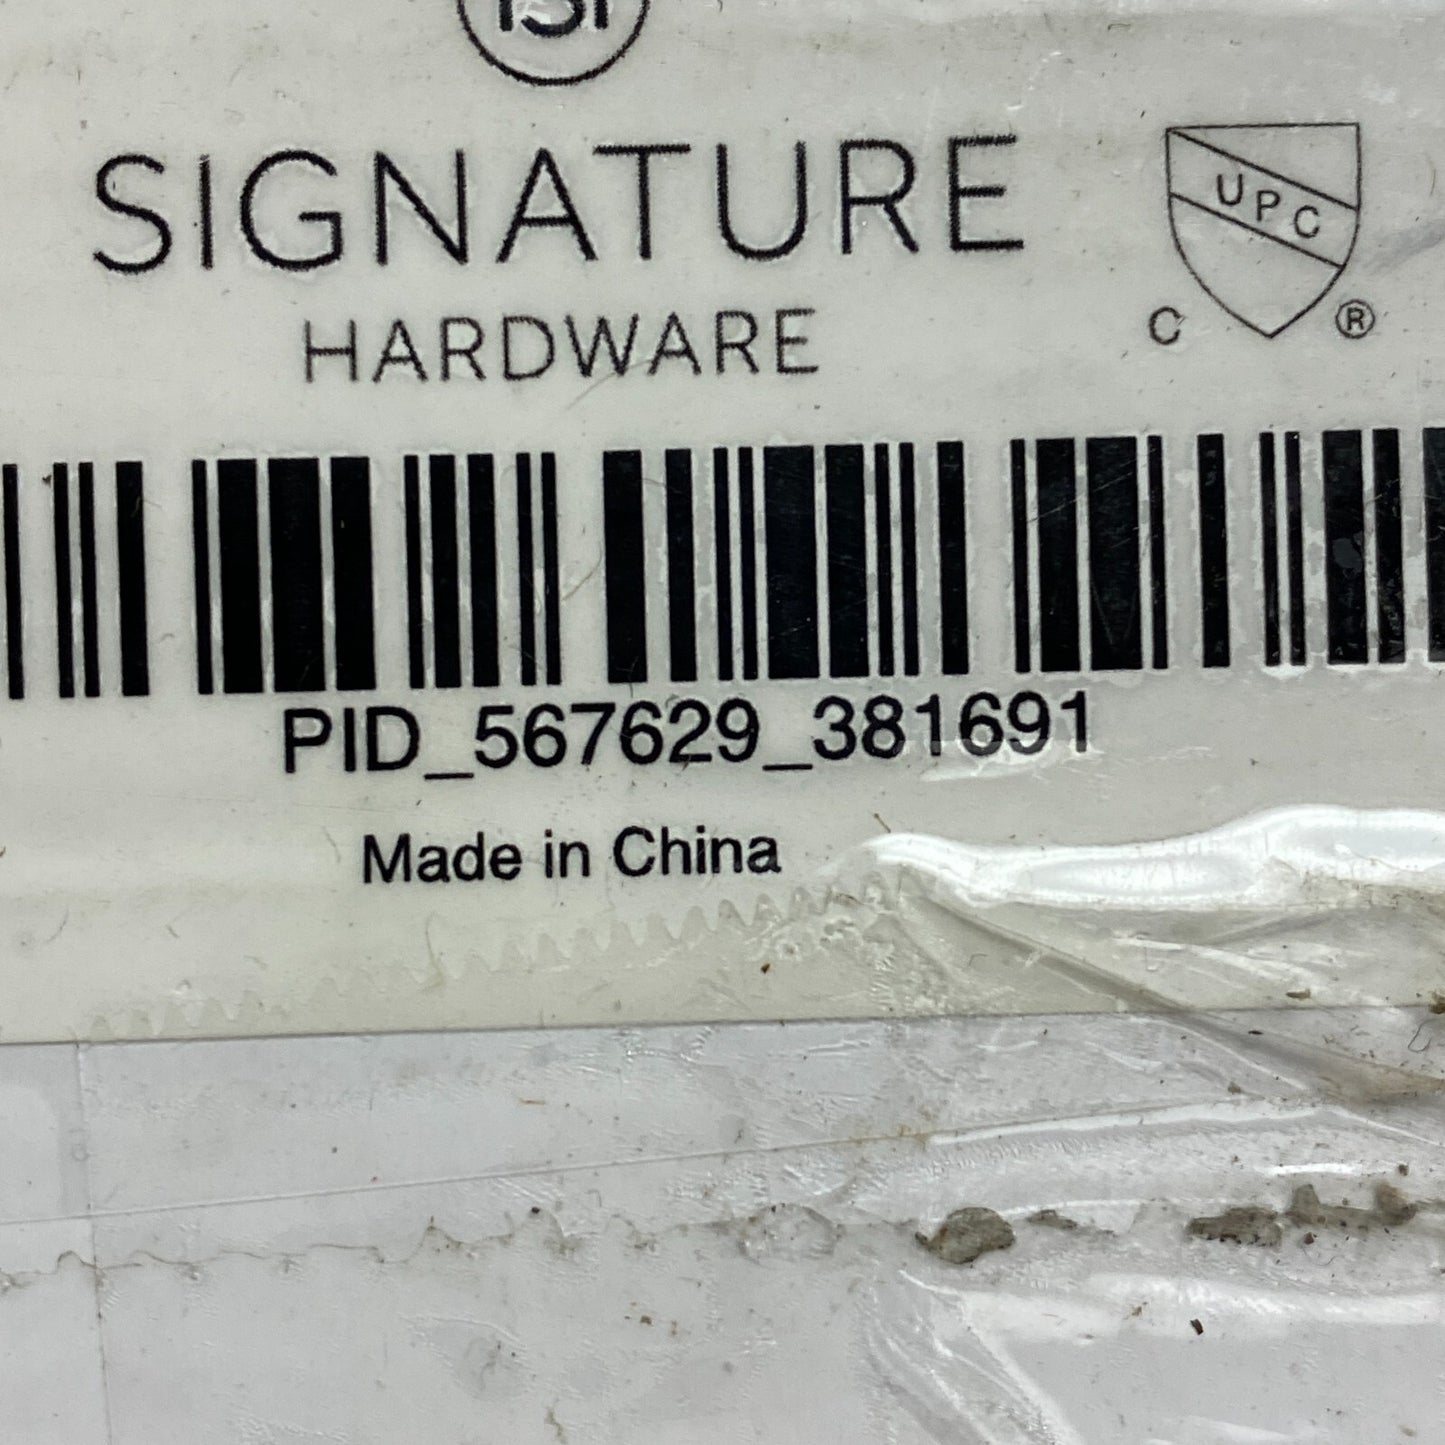 SIGNATURE
HARDWARE
UPC
C ®
PID_567629_381691
Made in China